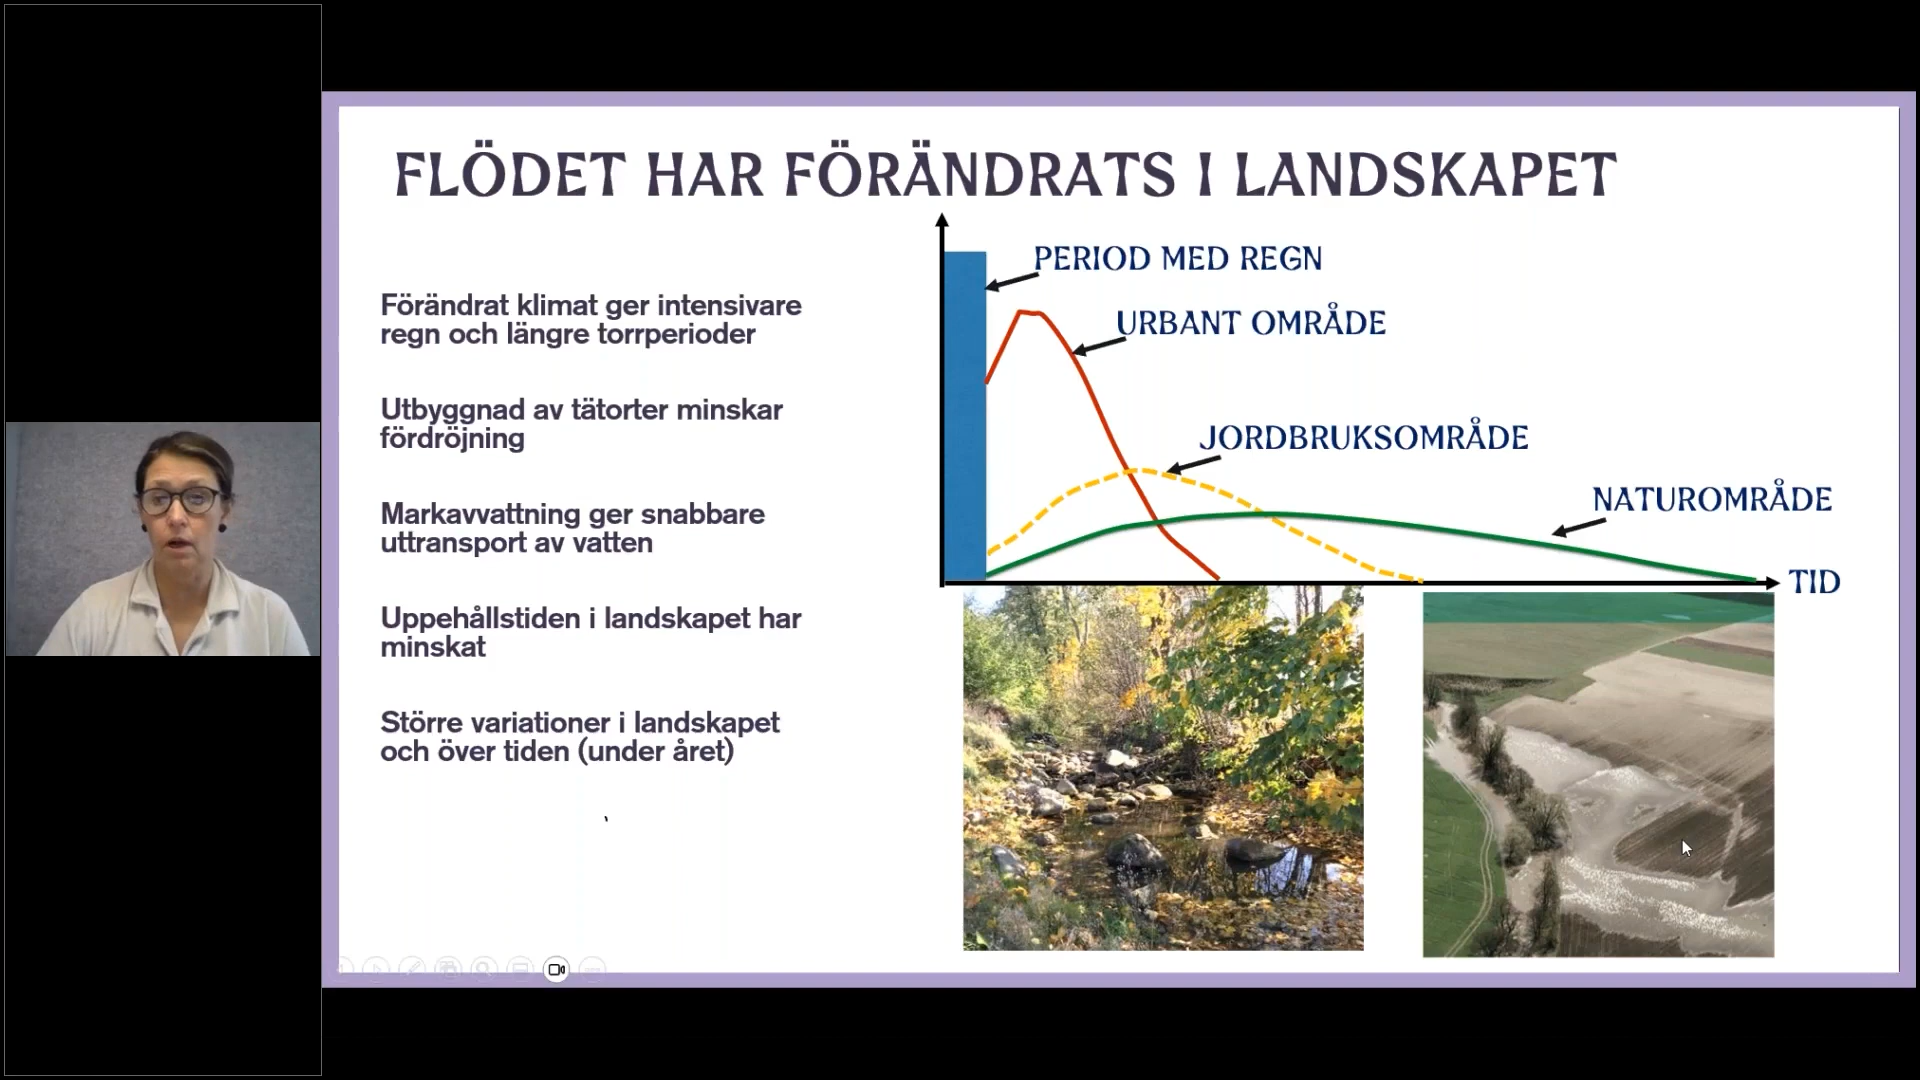 FLÖDET HAR FÖRÄNDRATS I LANDSKAPET
Förändrat klimat ger intensivare
regn och längre torrperioder
Utbyggnad av tätorter minskar
fördröjning
Markavvattning ger snabbare
uttransport av vatten
Uppehållstiden i landskapet har
minskat
Större variationer i landskapet
och över tiden (under året)
PERIOD MED REGN
URBANT OMRÅDE
JORDBRUKSOMRÅDE
NATUROMRÅDE
TID